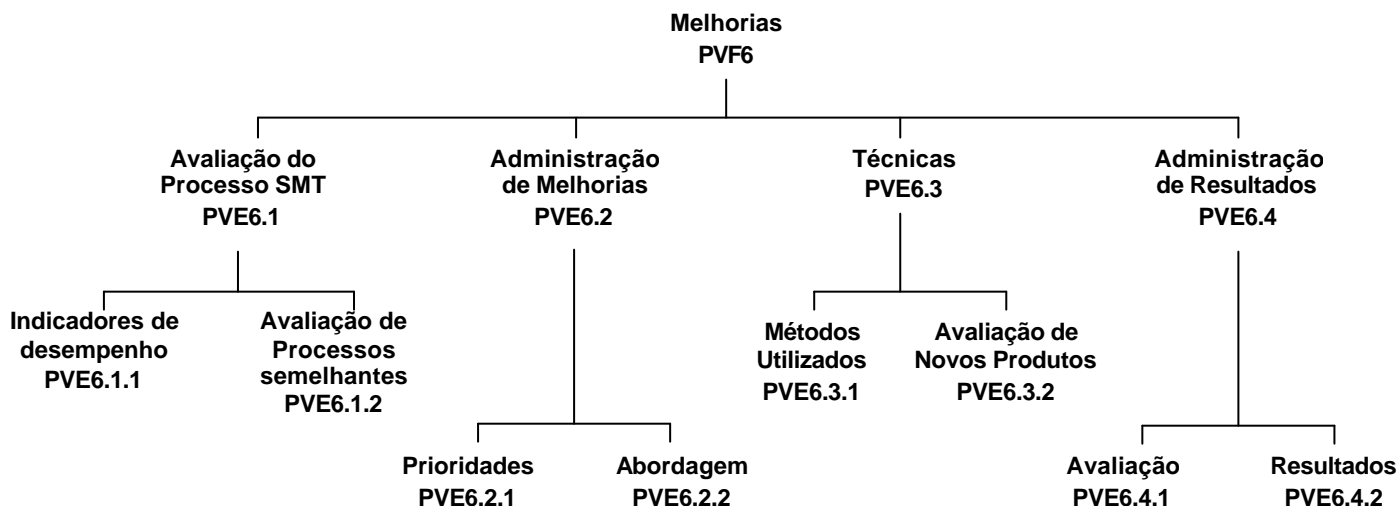 Melhorias
PVF6
Avaliação do
Processo SMT
PVE6.1
Administração
de Melhorias
PVE6.2
Técnicas
PVE6.3
Administração
de Resultados
PVE6.4
Indicadores de
desempenho
PVE6.1.1
Avaliação de
Processos
semelhantes
PVE6.1.2
Métodos
Utilizados
PVE6.3.1
Avaliação de
Novos Produtos
PVE6.3.2
Prioridades
PVE6.2.1
Abordagem
PVE6.2.2
Avaliação
PVE6.4.1
Resultados
PVE6.4.2